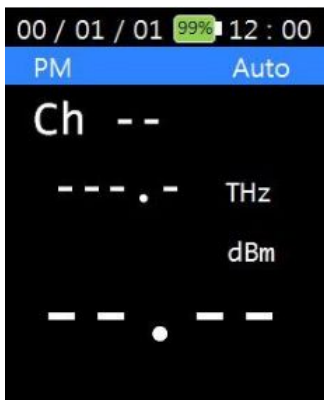 00 / 01 / 01 99% 12 : 00
PM Auto
Ch --
---.- THz
dBm
--.--